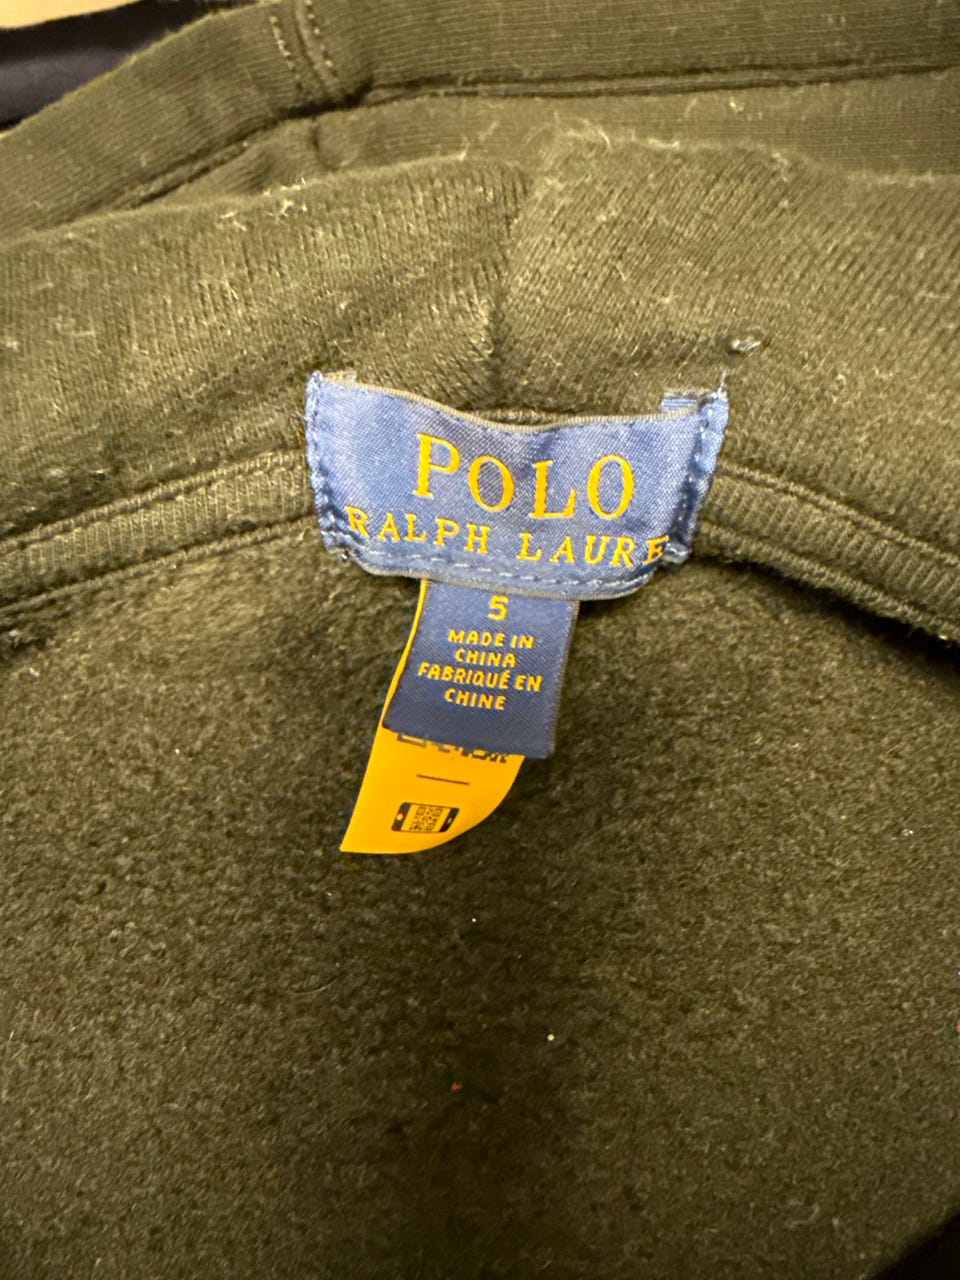 POLO
RALPH LAURE
5
MADE IN
CHINA
FABRIQUÉ EN
CHINE